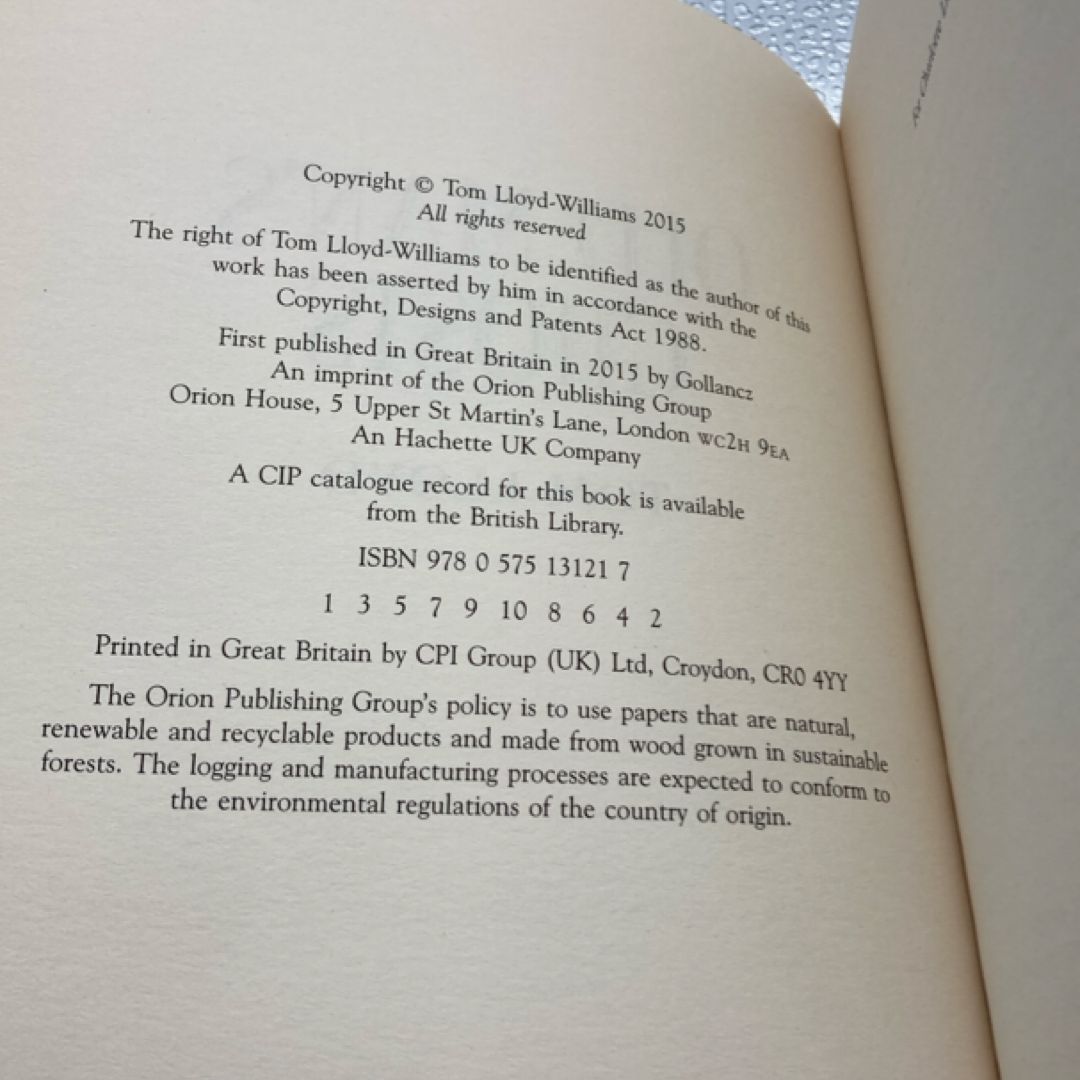 Copyright © Tom Lloyd-Williams 2015
All rights reserved
The right of Tom Lloyd-Williams to be identified as the author of this
work has been asserted by him in accordance with the
Copyright, Designs and Patents Act 1988.
First published in Great Britain in 2015 by Gollancz
An imprint of the Orion Publishing Group
Orion House, 5 Upper St Martin's Lane, London WC2H 9EA
An Hachette UK Company
A CIP catalogue record for this book is available
from the British Library.
ISBN 978 0 575 13121 7
1 3 5 7 9 10 8 6 4 2
Printed in Great Britain by CPI Group (UK) Ltd, Croydon, CR0 4YY
The Orion Publishing Group's policy is to use papers that are natural,
renewable and recyclable products and made from wood grown in sustainable
forests. The logging and manufacturing processes are expected to conform to
the environmental regulations of the country of origin.